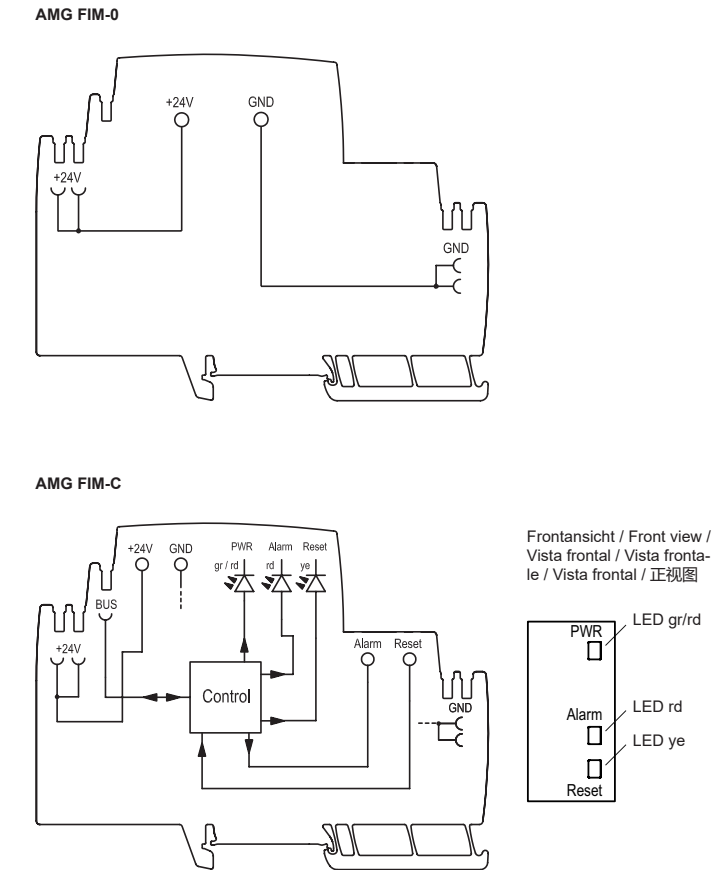 AMG FIM-0
+24V
GND
+24V
GND
AMG FIM-C
+24V
GND
PWR
Alarm
Reset
gr / rd
rd
ye
BUS
+24V
Alarm
Reset
Control
GND
Frontansicht / Front view /
Vista frontal / Vista fronta-
le / Vista frontal / 正视图
PWR
LED gr/rd
Alarm
LED rd
LED ye
Reset